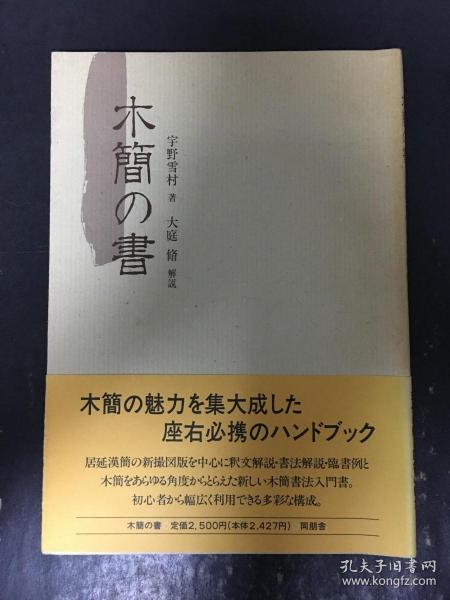 木簡の書
宇野雪村 著 大庭 脩 解説
木簡の魅力を集大成した
座右必携のハンドブック
居延漢簡の新撮図版を中心に釈文解説・書法解説・臨書例と
木簡をあらゆる角度からとらえた新しい木簡書法入門書。
初心者から幅広く利用できる多彩な構成。
木簡の書 定価2,500円(本体2,427円) 同朋舎
孔夫子旧书网
www.kongfz.com